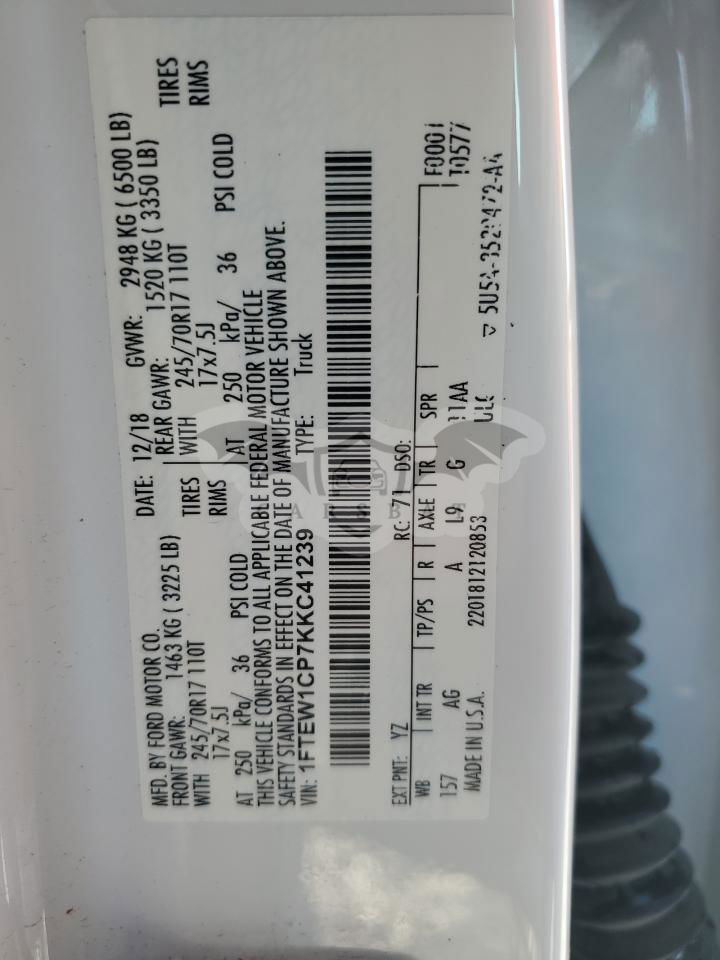 MFD. BY FORD MOTOR CO. DATE: 12/18 GVWR: 2948 KG ( 6500 LB)
FRONT GAWR: 1463 KG ( 3225 LB) REAR GAWR: 1520 KG ( 3350 LB)
WITH 245/70R17 110T TIRES WITH 245/70R17 110T TIRES
17x7.5J RIMS 17x7.5J RIMS
AT 250 kPa/ 36 PSI COLD AT 250 kPa/ 36 PSI COLD
THIS VEHICLE CONFORMS TO ALL APPLICABLE FEDERAL MOTOR VEHICLE
SAFETY STANDARDS IN EFFECT ON THE DATE OF MANUFACTURE SHOWN ABOVE.
VIN: 1FTEW1CP7KKC41239 TYPE: Truck
EXT PNT: YZ RC: 71 DSO: F0001
WB INT TR TP/PS R AXLE TR SPR T0577
157 AG A L9 G
MADE IN U.S.A. 2201812120853